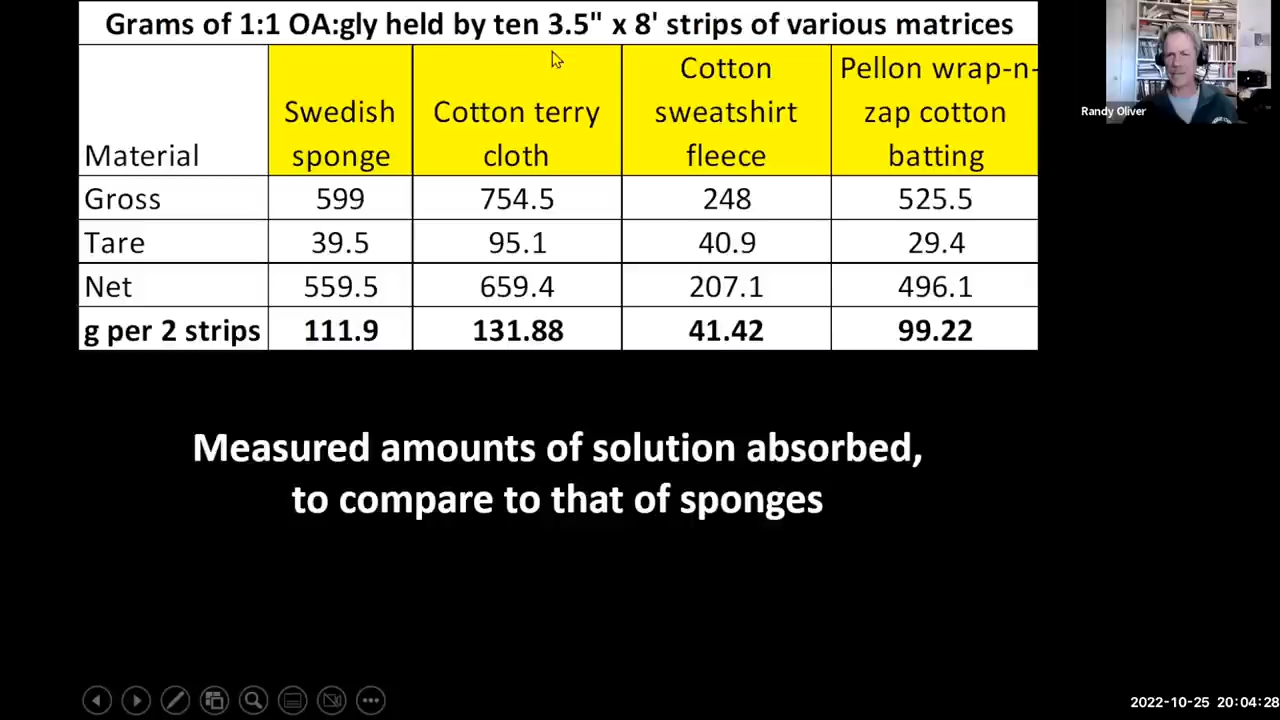 Grams of 1:1 OA:gly held by ten 3.5" x 8' strips of various matrices
Material Swedish sponge Cotton terry cloth Cotton sweatshirt fleece Pellon wrap-n-zap cotton batting
Gross 599 754.5 248 525.5
Tare 39.5 95.1 40.9 29.4
Net 559.5 659.4 207.1 496.1
g per 2 strips 111.9 131.88 41.42 99.22
Measured amounts of solution absorbed,
to compare to that of sponges
Randy Oliver
2022-10-25 20:04:28